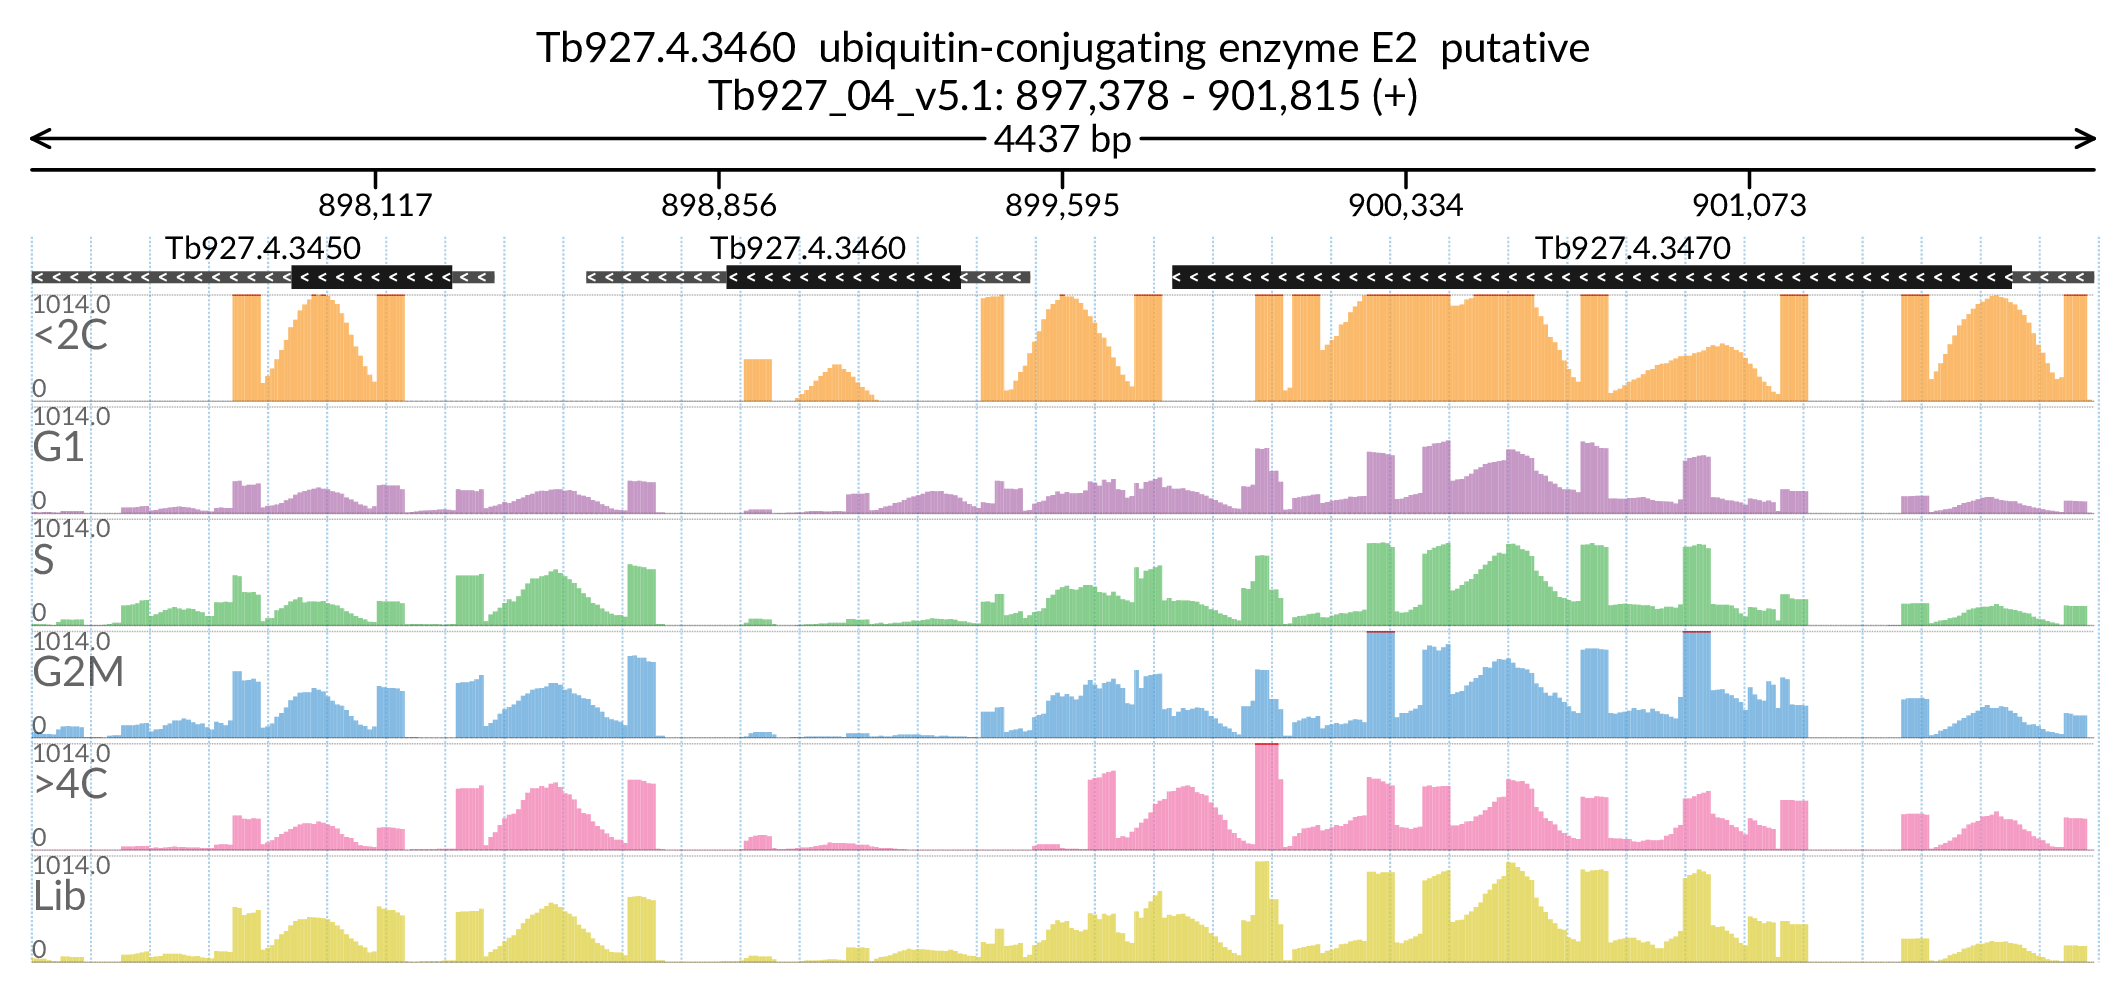 Tb927.4.3460  ubiquitin-conjugating enzyme E2  putative
Tb927_04_v5.1: 897,378 - 901,815 (+)
4437 bp
898,117 898,856 899,595 900,334 901,073
Tb927.4.3450 Tb927.4.3460 Tb927.4.3470
1014.0
<2C
0
1014.0
G1
0
1014.0
S
0
1014.0
G2M
0
1014.0
>4C
0
1014.0
Lib
0